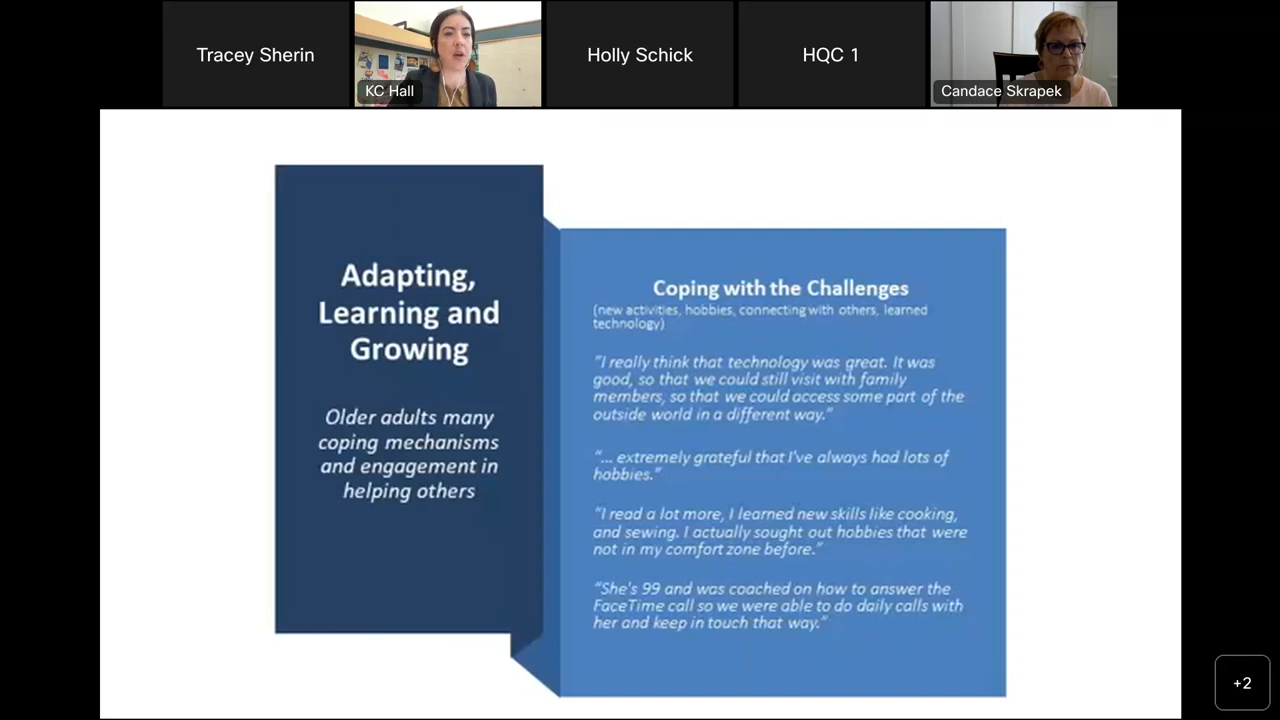 Tracey Sherin
KC Hall
Holly Schick
HQC 1
Candace Skrapek
Adapting,
Learning and
Growing
Older adults many
coping mechanisms
and engagement in
helping others
Coping with the Challenges
(new activities, hobbies, connecting with others, learned
technology)
"I really think that technology was great. It was
good, so that we could still visit with family
members, so that we could access some part of the
outside world in a different way."
"... extremely grateful that I've always had lots of
hobbies."
"I read a lot more, I learned new skills like cooking,
and sewing. I actually sought out hobbies that were
not in my comfort zone before."
"She's 99 and was coached on how to answer the
FaceTime call so we were able to do daily calls with
her and keep in touch that way."
+2